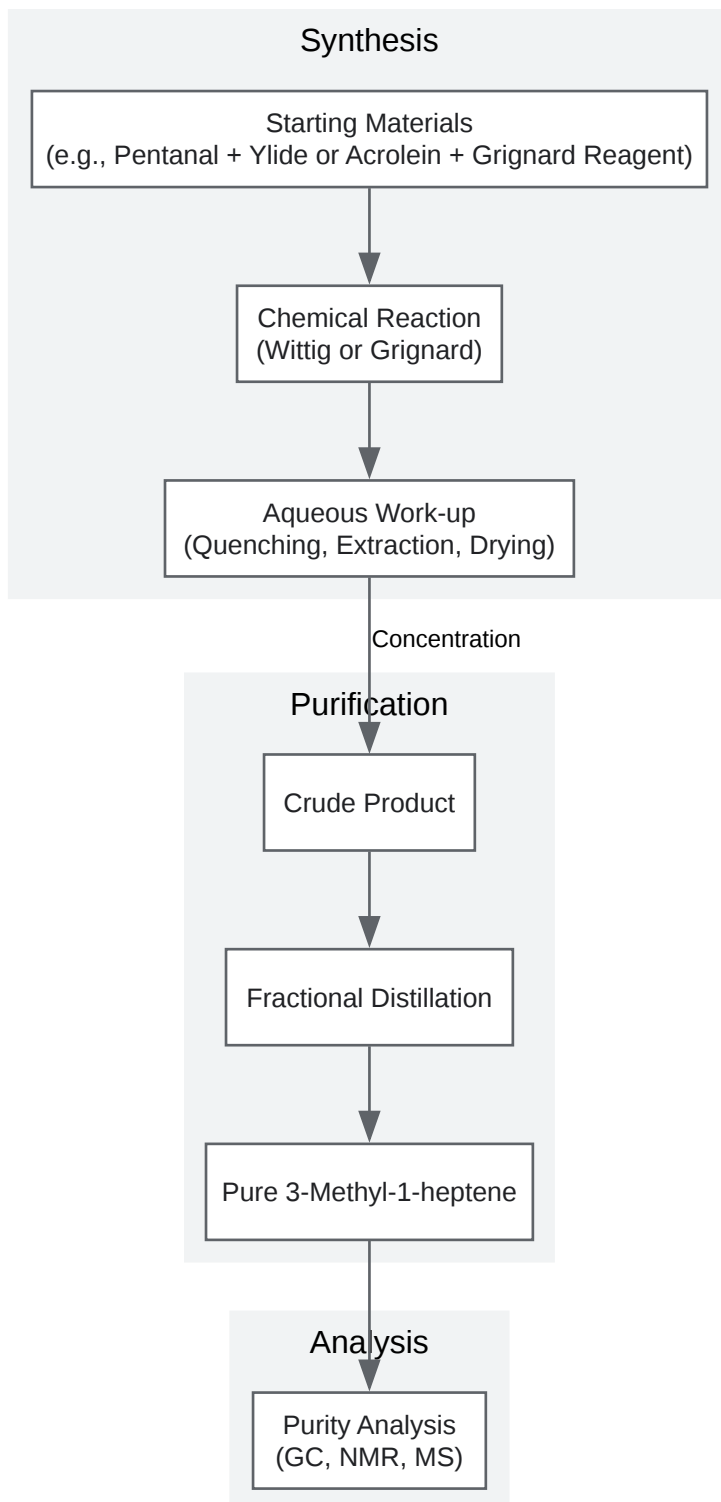 Synthesis
Starting Materials
(e.g., Pentanal + Ylide or Acrolein + Grignard Reagent)
Chemical Reaction
(Wittig or Grignard)
Aqueous Work-up
(Quenching, Extraction, Drying)
Concentration
Purification
Crude Product
Fractional Distillation
Pure 3-Methyl-1-heptene
Analysis
Purity Analysis
(GC, NMR, MS)